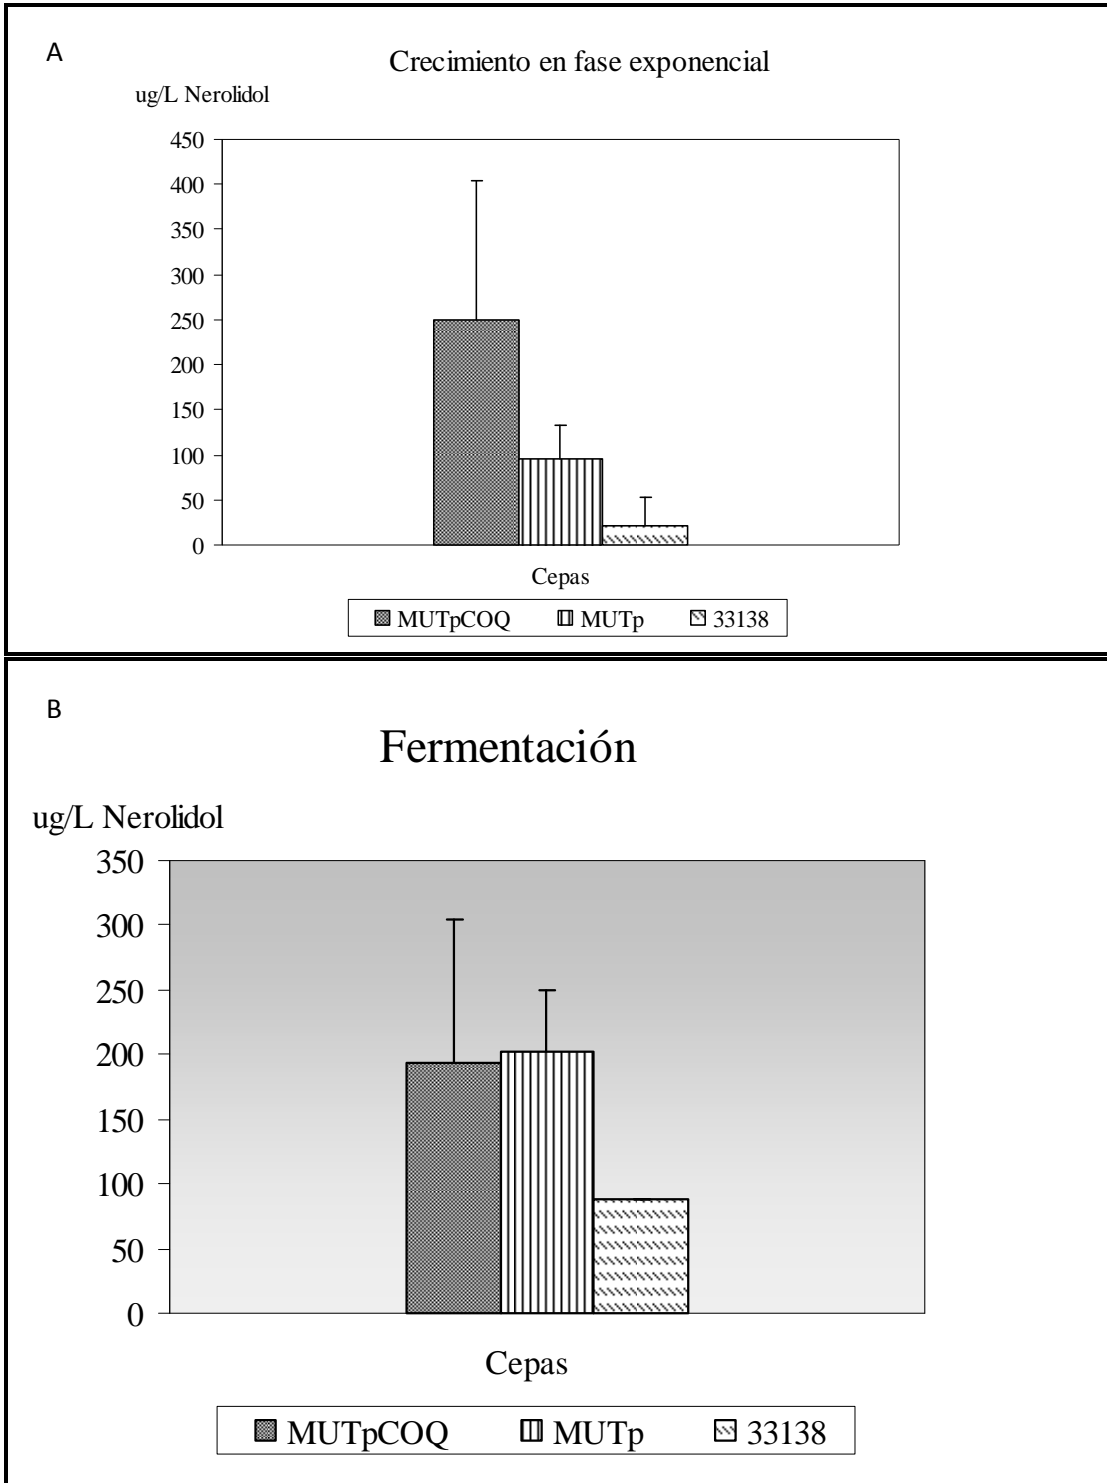 A
Crecimiento en fase exponencial
ug/L Nerolidol
450
400
350
300
250
200
150
100
50
0
Cepas
MUTpCOQ MUTp 33138
B
Fermentación
ug/L Nerolidol
350
300
250
200
150
100
50
0
Cepas
MUTpCOQ MUTp 33138